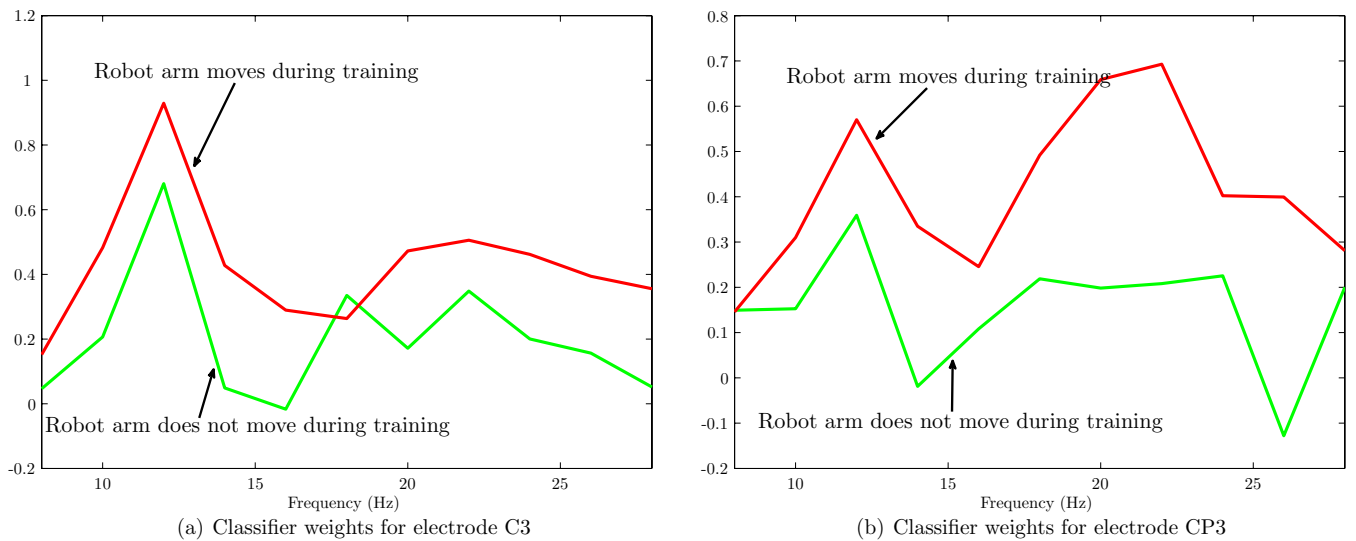 1.2
1
0.8
0.6
0.4
0.2
0
-0.2
Robot arm moves during training
Robot arm does not move during training
10 15 20 25
Frequency (Hz)
(a) Classifier weights for electrode C3
0.8
0.7
0.6
0.5
0.4
0.3
0.2
0.1
0
-0.1
-0.2
Robot arm moves during training
Robot arm does not move during training
10 15 20 25
Frequency (Hz)
(b) Classifier weights for electrode CP3